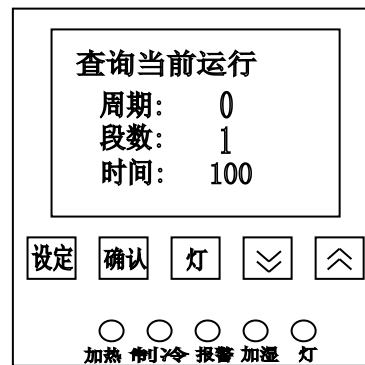 查询当前运行
周期: 0
段数: 1
时间: 100
设定 确认 灯
加热 制冷 报警 加湿 灯